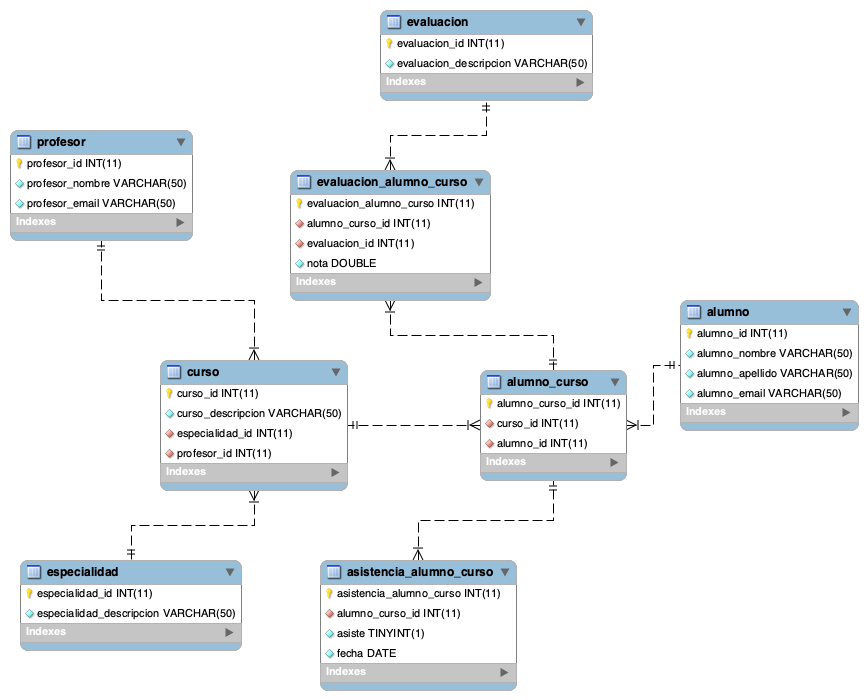 evaluacion
evaluacion_id INT(11)
evaluacion_descripcion VARCHAR(50)
Indexes
profesor
profesor_id INT(11)
profesor_nombre VARCHAR(50)
profesor_email VARCHAR(50)
Indexes
evaluacion_alumno_curso
evaluacion_alumno_curso INT(11)
alumno_curso_id INT(11)
evaluacion_id INT(11)
nota DOUBLE
Indexes
alumno
alumno_id INT(11)
alumno_nombre VARCHAR(50)
alumno_apellido VARCHAR(50)
alumno_email VARCHAR(50)
Indexes
curso
curso_id INT(11)
curso_descripcion VARCHAR(50)
especialidad_id INT(11)
profesor_id INT(11)
Indexes
alumno_curso
alumno_curso_id INT(11)
curso_id INT(11)
alumno_id INT(11)
Indexes
especialidad
especialidad_id INT(11)
especialidad_descripcion VARCHAR(50)
Indexes
asistencia_alumno_curso
asistencia_alumno_curso INT(11)
alumno_curso_id INT(11)
asiste TINYINT(1)
fecha DATE
Indexes